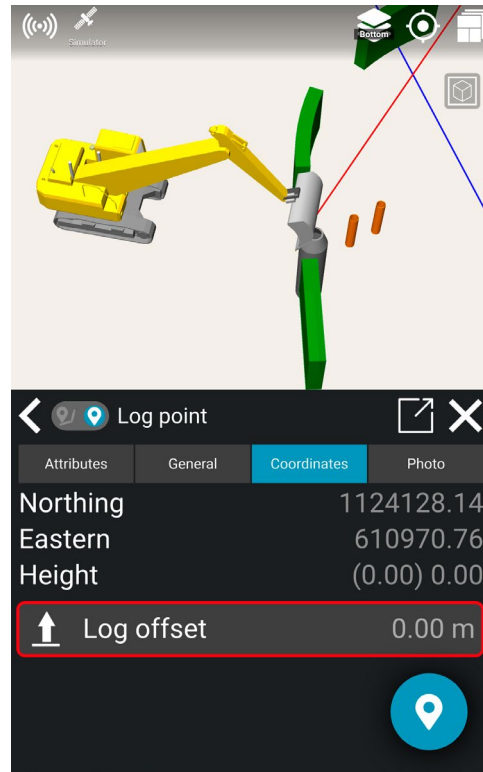 Simulator
Bottom
Log point
Attributes General Coordinates Photo
Northing 1124128.14
Eastern 610970.76
Height (0.00) 0.00
Log offset 0.00 m